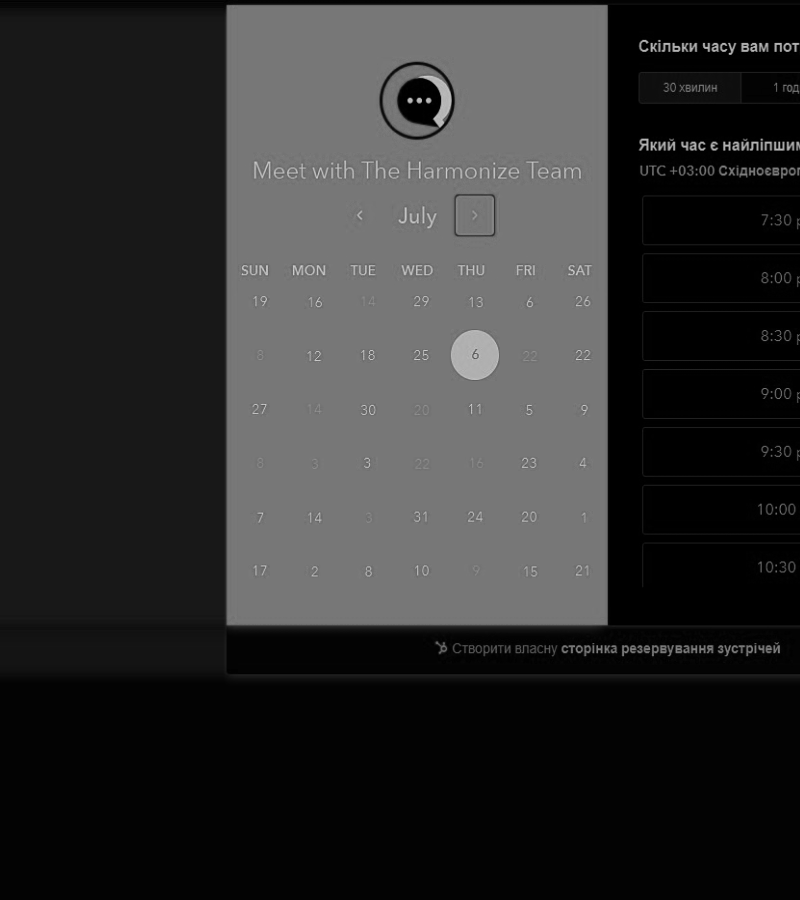 Meet with The Harmonize Team
July
SUN MON TUE WED THU FRI SAT
19 16 14 29 13 6 26
8 12 18 25 6 22 22
27 14 30 20 11 5 9
8 3 3 22 16 23 4
7 14 3 31 24 20 1
17 2 8 10 9 15 21
Скільки часу вам
30 хвилин 1
Який час є
UTC +03:00
7:30
8:00
8:30
9:00
9:30
10:00
10:30
Створити власну сторінка резервування зустрічей